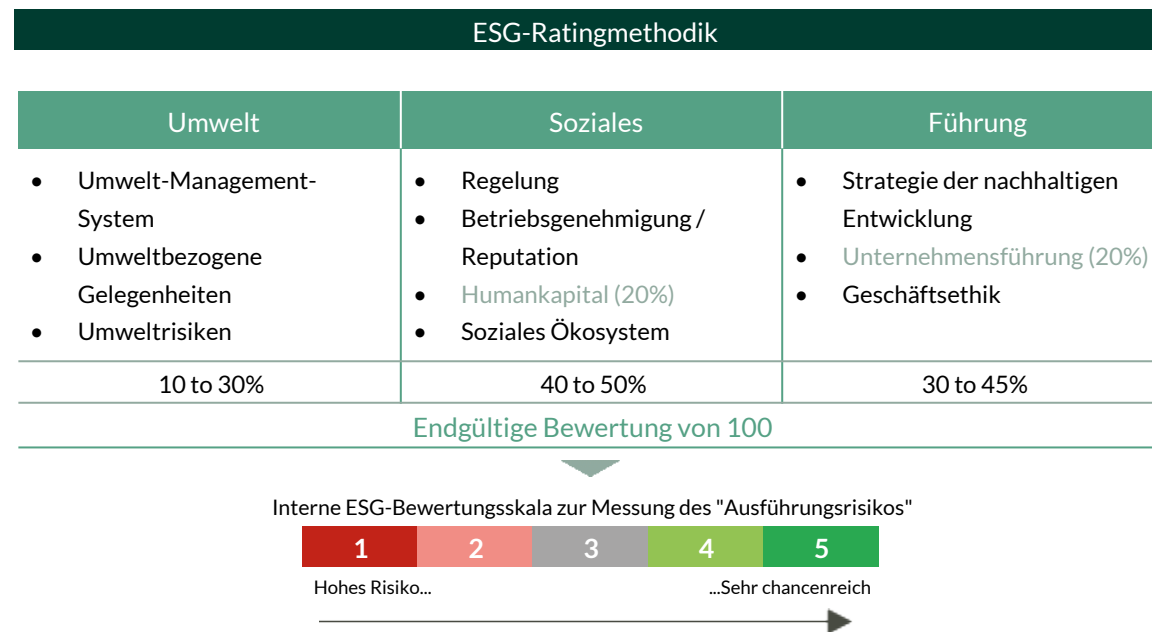 ESG-Ratingmethodik
Umwelt
Soziales
Führung
• Umwelt-Management-
System
• Umweltbezogene
Gelegenheiten
• Umweltrisiken
• Regelung
• Betriebsgenehmigung /
Reputation
• Humankapital (20%)
• Soziales Ökosystem
• Strategie der nachhaltigen
Entwicklung
• Unternehmensführung (20%)
• Geschäftsethik
10 to 30%
40 to 50%
30 to 45%
Endgültige Bewertung von 100
Interne ESG-Bewertungsskala zur Messung des "Ausführungsrisikos"
1 2 3 4 5
Hohes Risiko... ...Sehr chancenreich